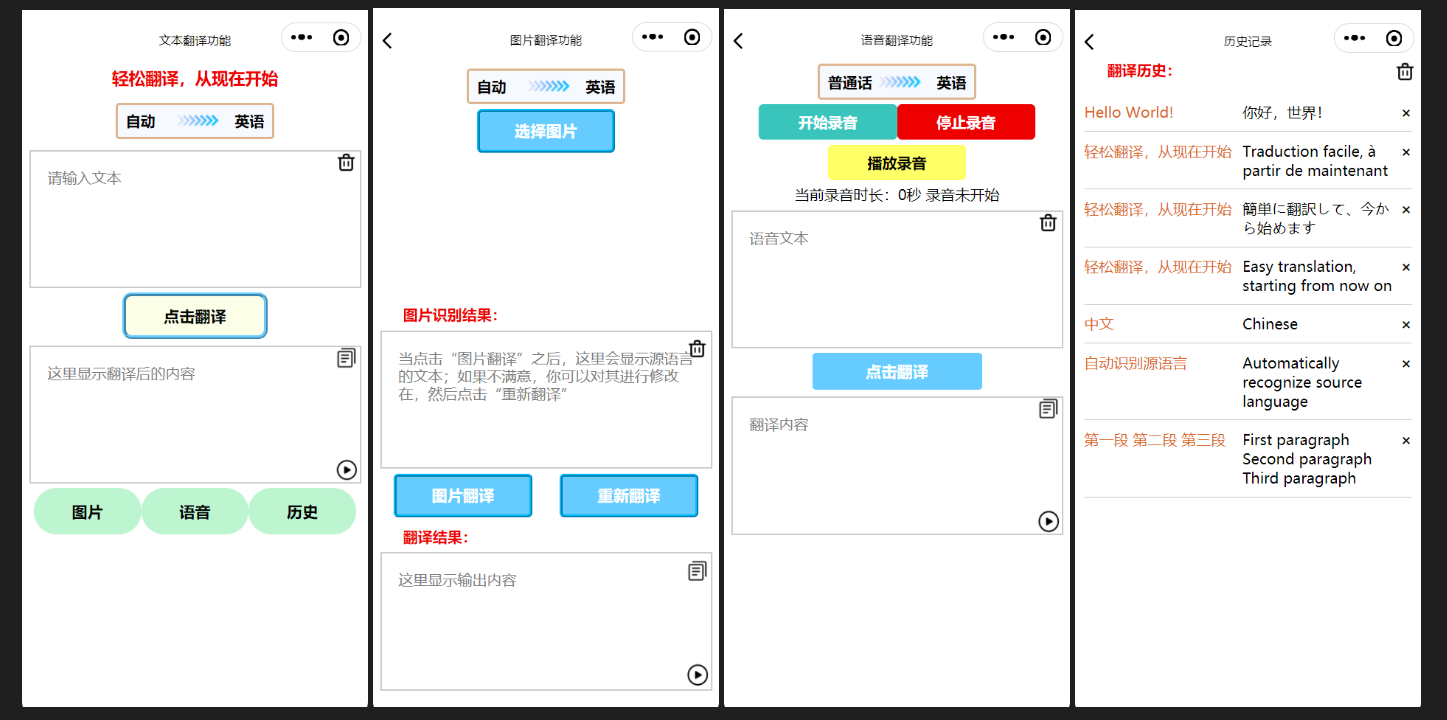 文本翻译功能
轻松翻译，从现在开始
自动 英语
请输入文本
点击翻译
这里显示翻译后的内容
图片 语音 历史
图片翻译功能
自动 英语
选择图片
图片识别结果：
当点击“图片翻译”之后，这里会显示源语言
的文本；如果不满意，你可以对其进行修改
在，然后点击“重新翻译”
图片翻译 重新翻译
翻译结果：
这里显示输出内容
语音翻译功能
普通话 英语
开始录音 停止录音
播放录音
当前录音时长：0秒 录音未开始
语音文本
点击翻译
翻译内容
历史记录
翻译历史：
Hello World! 你好，世界！
轻松翻译，从现在开始 Traduction facile, à
partir de maintenant
轻松翻译，从现在开始 簡単に翻訳して、今か
ら始めます
轻松翻译，从现在开始 Easy translation,
starting from now on
中文 Chinese
自动识别源语言 Automatically
recognize source
language
第一段 第二段 第三段 First paragraph
Second paragraph
Third paragraph